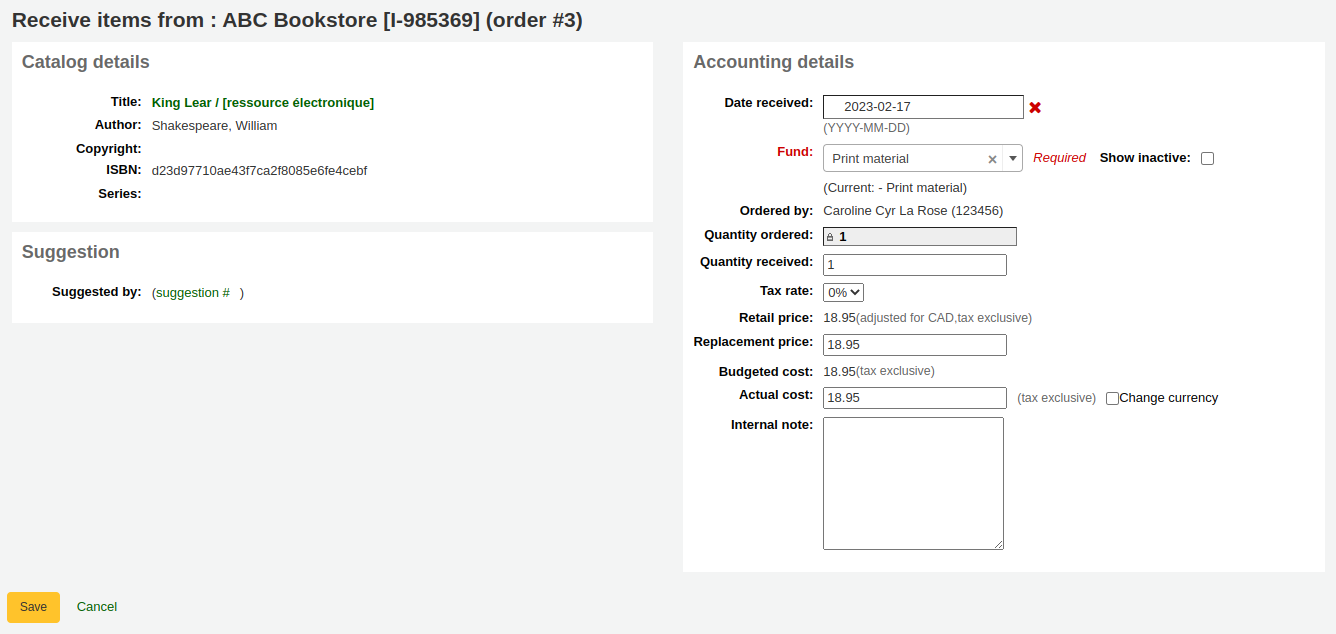 Receive items from : ABC Bookstore [I-985369] (order #3)
Catalog details
Title: King Lear / [ressource électronique]
Author: Shakespeare, William
Copyright:
ISBN: d23d97710ae43f7ca2f8085e6fe4cebf
Series:
Suggestion
Suggested by: (suggestion # )
Accounting details
Date received: 2023-02-17
(YYYY-MM-DD)
Fund: Print material × Required Show inactive:
(Current: - Print material)
Ordered by: Caroline Cyr La Rose (123456)
Quantity ordered: 1
Quantity received: 1
Tax rate: 0%
Retail price: 18.95(adjusted for CAD,tax exclusive)
Replacement price: 18.95
Budgeted cost: 18.95(tax exclusive)
Actual cost: 18.95 (tax exclusive) Change currency
Internal note:
Save Cancel